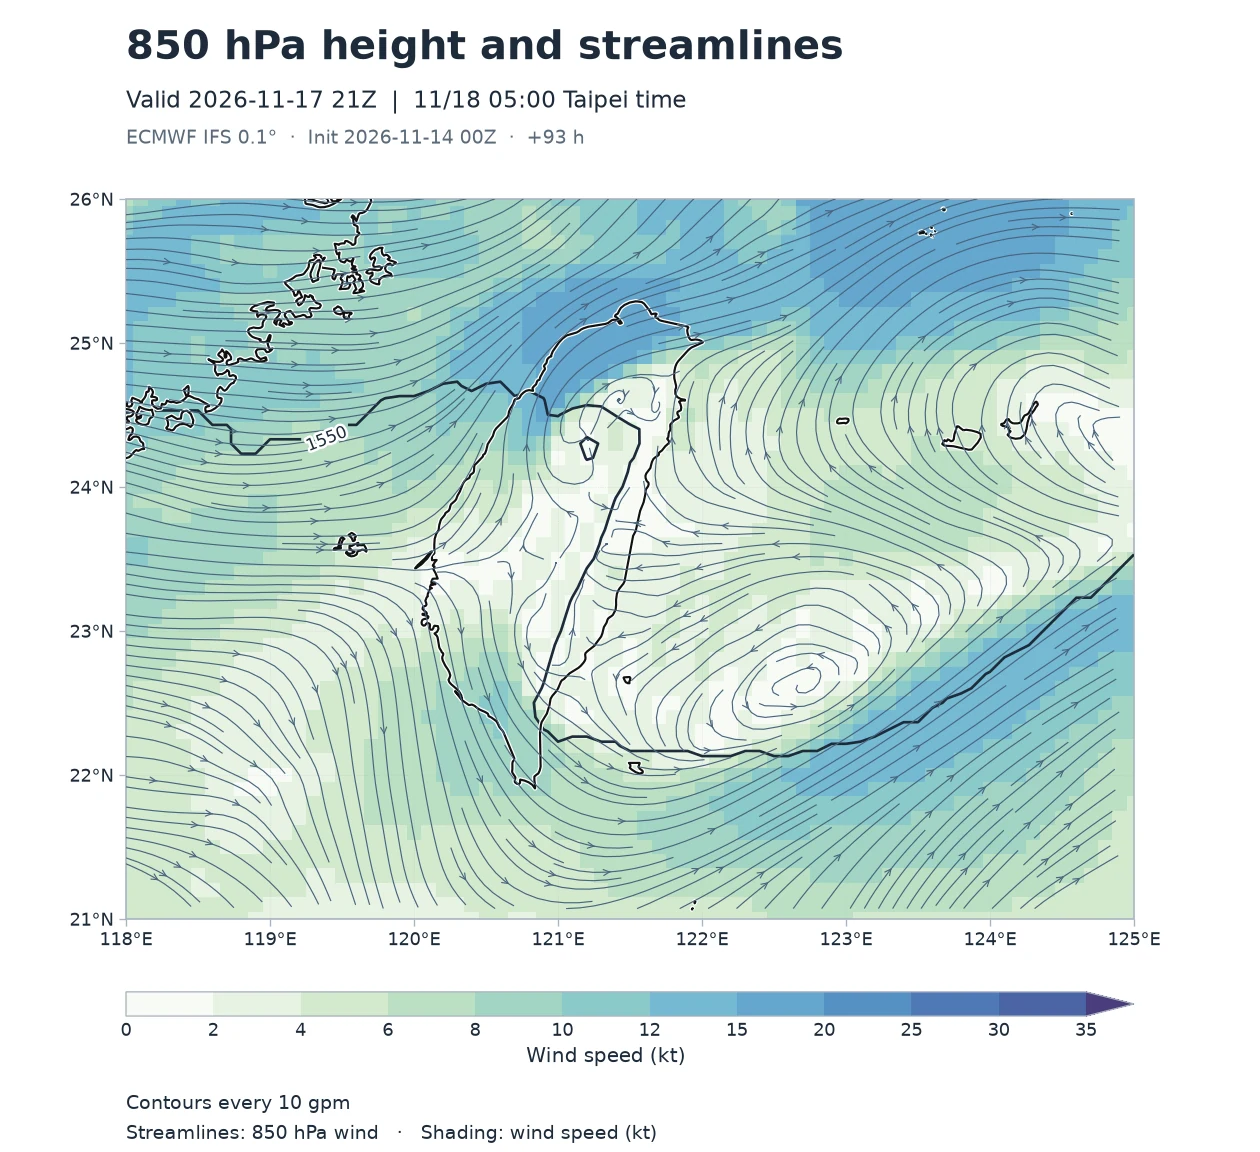 850 hPa height and streamlines
Valid 2026-11-17 21Z | 11/18 05:00 Taipei time
ECMWF IFS 0.1° · Init 2026-11-14 00Z · +93 h
26°N
25°N
24°N
23°N
22°N
21°N
1550
118°E 119°E 120°E 121°E 122°E 123°E 124°E 125°E
0 2 4 6 8 10 12 15 20 25 30 35
Wind speed (kt)
Contours every 10 gpm
Streamlines: 850 hPa wind · Shading: wind speed (kt)